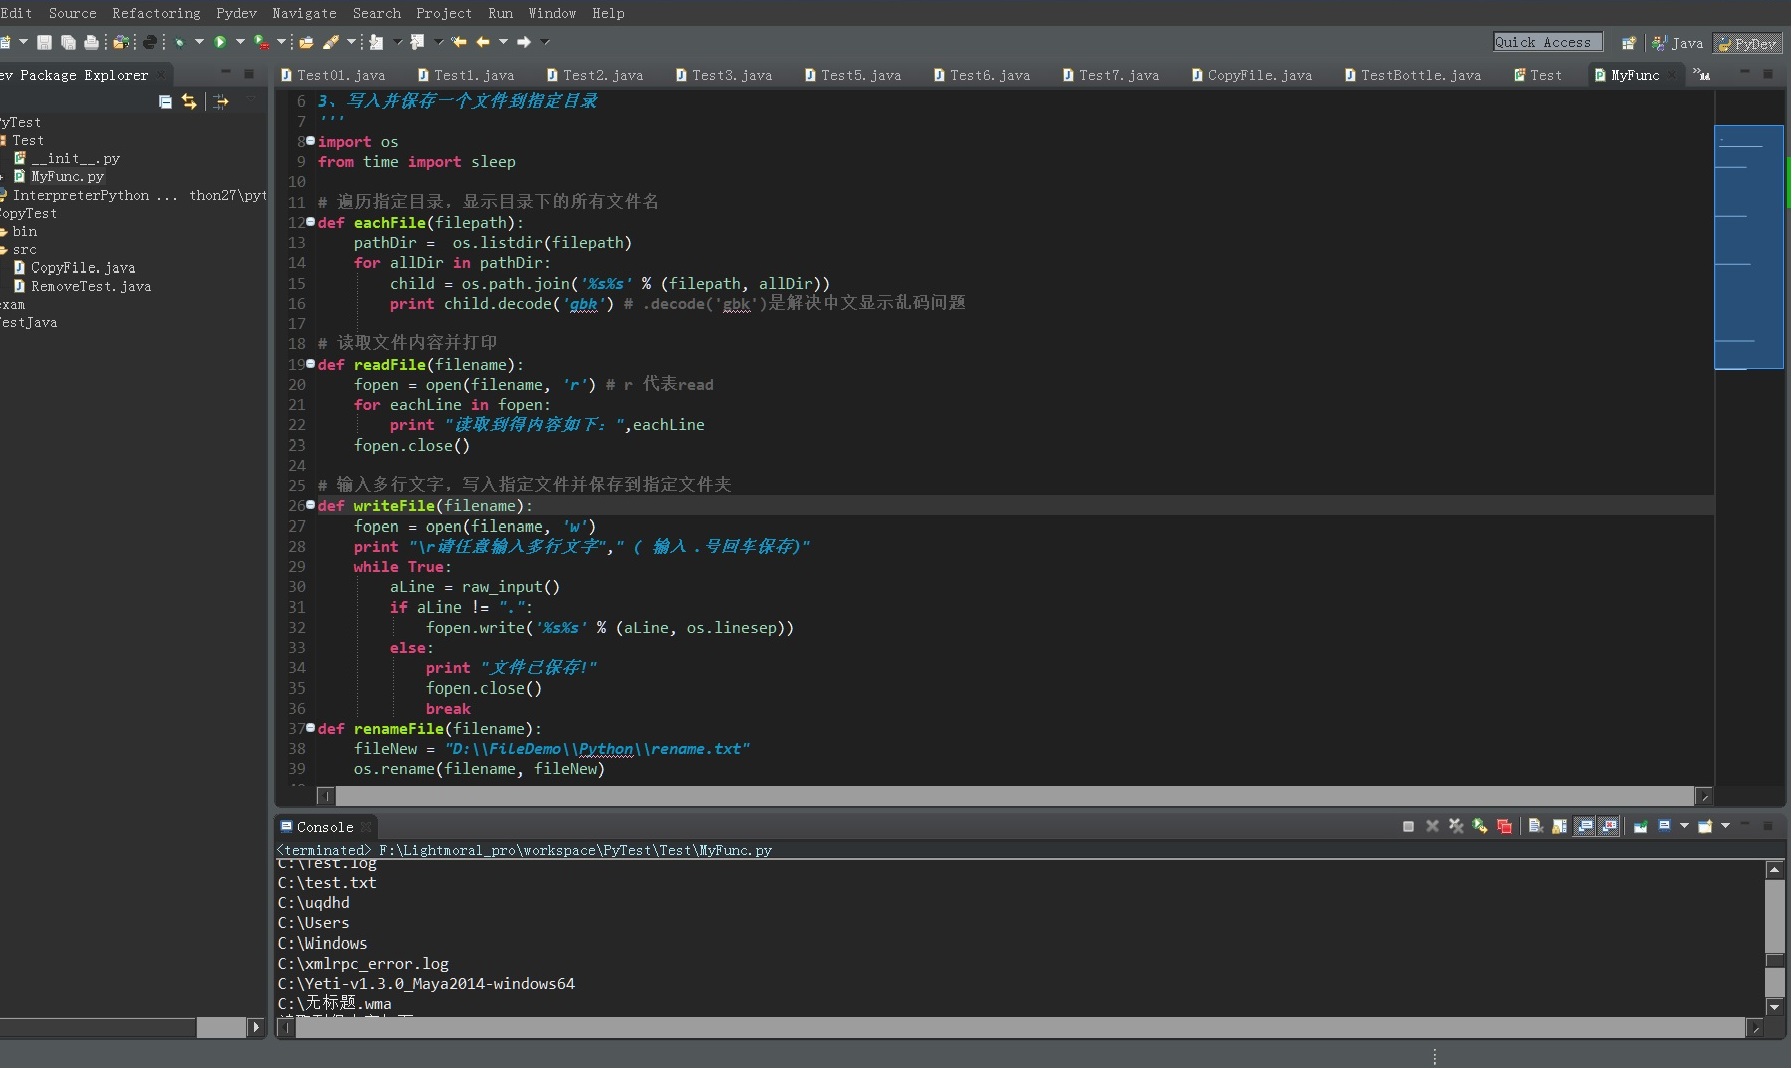 Edit Source Refactoring Pydev Navigate Search Project Run Window Help
Quick Access Java PyDev
ev Package Explorer
Test01.java Test1.java Test2.java Test3.java Test5.java Test6.java Test7.java CopyFile.java TestBottle.java Test MyFunc
yTest
Test
__init__.py
MyFunc.py
InterpreterPython ... thon27\pyt
opyTest
bin
src
CopyFile.java
RemoveTest.java
exam
estJava
6 3、写入并保存一个文件到指定目录
7 '''
8 import os
9 from time import sleep
10
11 # 遍历指定目录，显示目录下的所有文件名
12 def eachFile(filepath):
13 pathDir =  os.listdir(filepath)
14 for allDir in pathDir:
15 child = os.path.join('%s%s' % (filepath, allDir))
16 print child.decode('gbk') # .decode('gbk')是解决中文显示乱码问题
17
18 # 读取文件内容并打印
19 def readFile(filename):
20 fopen = open(filename, 'r') # r 代表read
21 for eachLine in fopen:
22 print "读取到得内容如下：",eachLine
23 fopen.close()
24
25 # 输入多行文字，写入指定文件并保存到指定文件夹
26 def writeFile(filename):
27 fopen = open(filename, 'w')
28 print "\r请任意输入多行文字"," ( 输入 .号回车保存)"
29 while True:
30 aLine = raw_input()
31 if aLine != ".":
32 fopen.write('%s%s' % (aLine, os.linesep))
33 else:
34 print "文件已保存!"
35 fopen.close()
36 break
37 def renameFile(filename):
38 fileNew = "D:\\FileDemo\\Python\\rename.txt"
39 os.rename(filename, fileNew)
Console
<terminated> F:\Lightmoral_pro\workspace\PyTest\Test\MyFunc.py
C:\Test.log
C:\test.txt
C:\uqdhd
C:\Users
C:\Windows
C:\xmlrpc_error.log
C:\Yeti-v1.3.0_Maya2014-windows64
C:\无标题.wma